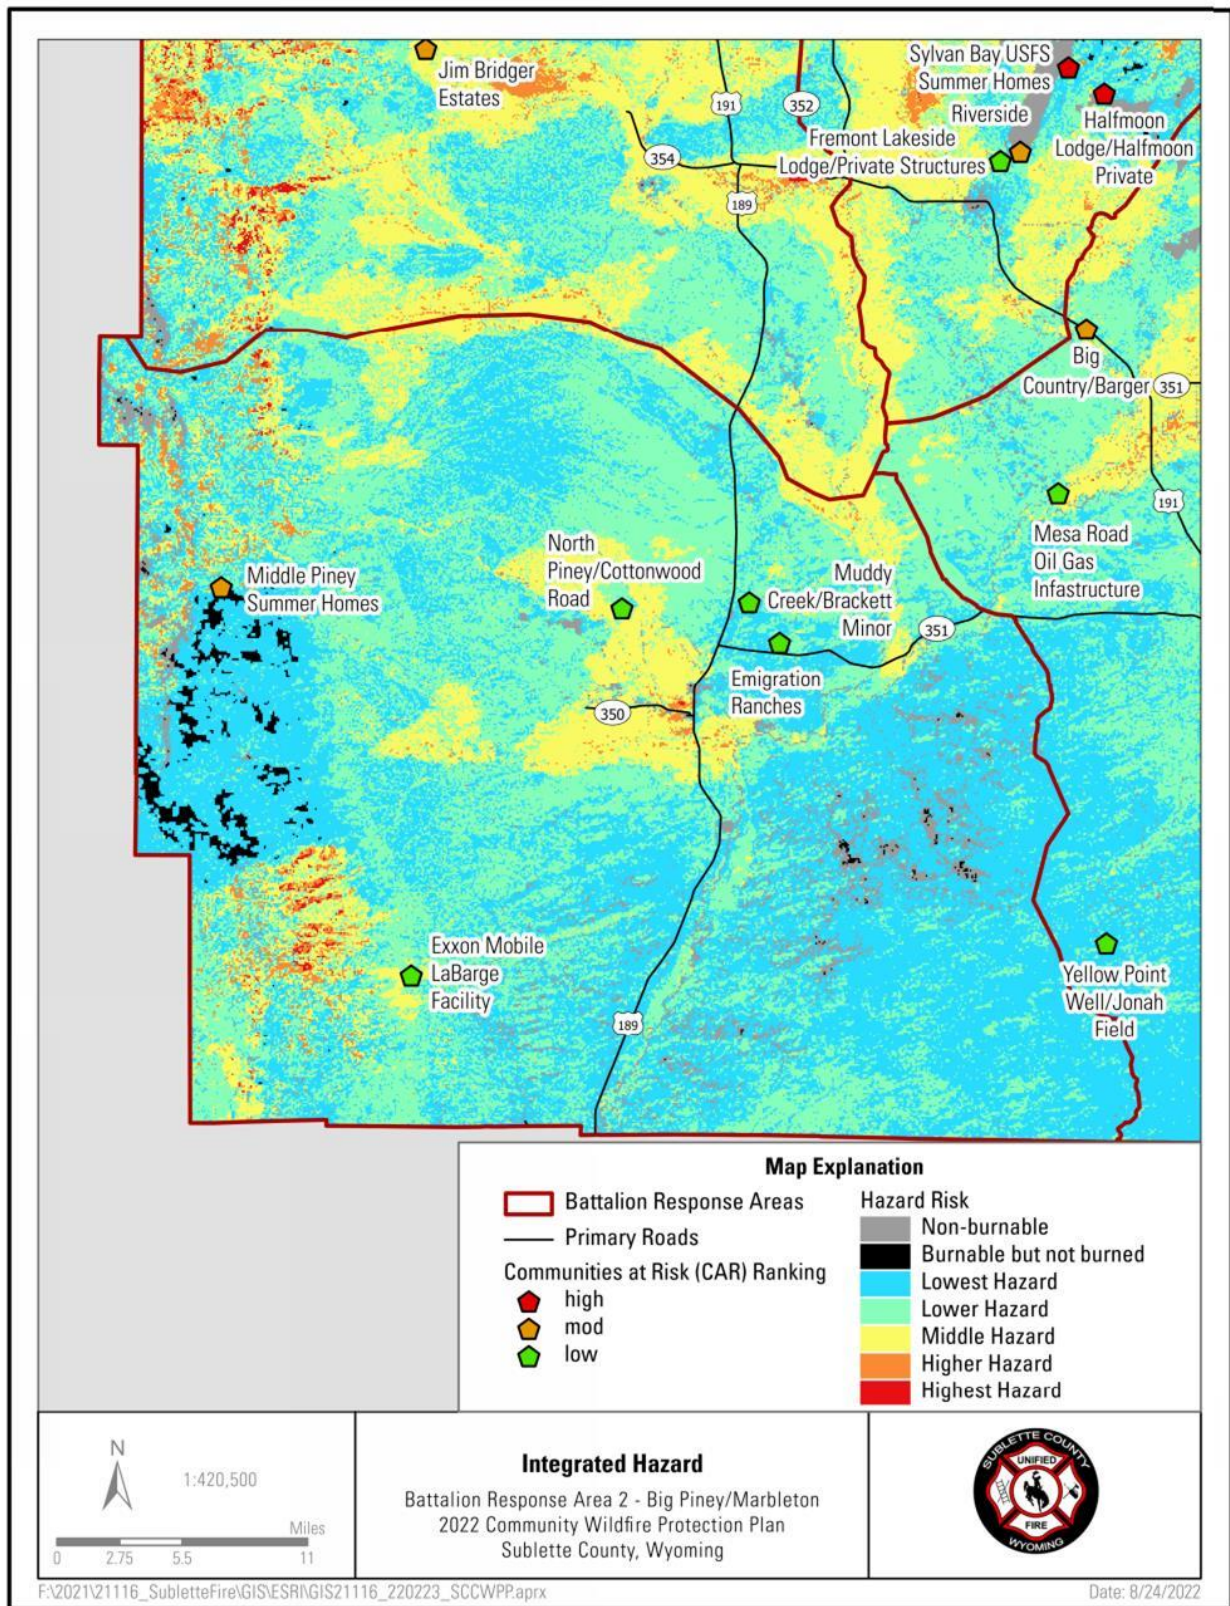 Jim Bridger
Estates
191
352
354
189
Sylvan Bay USFS
Summer Homes
Riverside
Fremont Lakeside
Lodge/Private Structures
Halfmoon
Lodge/Halfmoon
Private
Big
Country/Barger
351
191
Mesa Road
Oil Gas
Infastructure
North
Piney/Cottonwood
Road
Middle Piney
Summer Homes
Muddy
Creek/Brackett
Minor
351
Emigration
Ranches
350
Exxon Mobile
LaBarge
Facility
189
Yellow Point
Well/Jonah
Field
Map Explanation
Battalion Response Areas
Primary Roads
Communities at Risk (CAR) Ranking
high
mod
low
Hazard Risk
Non-burnable
Burnable but not burned
Lowest Hazard
Lower Hazard
Middle Hazard
Higher Hazard
Highest Hazard
N
1:420,500
Miles
0 2.75 5.5 11
Integrated Hazard
Battalion Response Area 2 - Big Piney/Marbleton
2022 Community Wildfire Protection Plan
Sublette County, Wyoming
SUBLETTE COUNTY
UNIFIED
FIRE
WYOMING
F:\2021\21116_SubletteFire\GIS\ESRI\GIS21116_220223_SCCWPP.aprx
Date: 8/24/2022